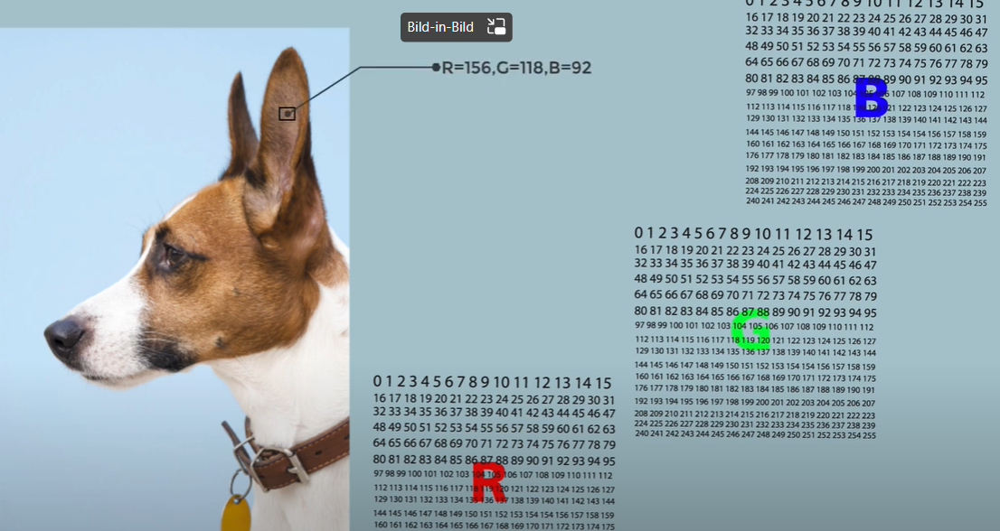 Bild-in-Bild
R=156,G=118,B=92
0 1 2 3 4 5 6 7 8 9 10 11 12 13 14 15
16 17 18 19 20 21 22 23 24 25 26 27 28 29 30 31
32 33 34 35 36 37 38 39 40 41 42 43 44 45 46 47
48 49 50 51 52 53 54 55 56 57 58 59 60 61 62 63
64 65 66 67 68 69 70 71 72 73 74 75 76 77 78 79
80 81 82 83 84 85 86 87 88 89 90 91 92 93 94 95
97 98 99 100 101 102 103 104 105 106 107 108 109 110 111 112
B
112 113 114 115 116 117 118 119 120 121 122 123 124 125 126 127
129 130 131 132 133 134 135 136 137 138 139 140 141 142 143 144
144 145 146 147 148 149 150 151 152 153 154 154 156 157 158 159
160 161 162 163 164 165 166 167 168 169 170 171 172 173 174 175
176 177 178 179 180 181 182 183 184 185 186 187 188 189 190 191
192 193 194 195 196 197 198 199 200 201 202 203 204 205 206 207
208 209 210 211 212 213 214 215 216 217 218 219 220 221 222 223
224 225 226 227 228 229 230 231 232 233 234 235 236 237 238 239
240 241 242 243 244 245 246 247 248 249 250 251 252 253 254 255
0 1 2 3 4 5 6 7 8 9 10 11 12 13 14 15
16 17 18 19 20 21 22 23 24 25 26 27 28 29 30 31
32 33 34 35 36 37 38 39 40 41 42 43 44 45 46 47
48 49 50 51 52 53 54 55 56 57 58 59 60 61 62 63
64 65 66 67 68 69 70 71 72 73 74 75 76 77 78 79
80 81 82 83 84 85 86 87 88 89 90 91 92 93 94 95
97 98 99 100 101 102 103 104 105 106 107 108 109 110 111 112
G
112 113 114 115 116 117 118 119 120 121 122 123 124 125 126 127
129 130 131 132 133 134 135 136 137 138 139 140 141 142 143 144
144 145 146 147 148 149 150 151 152 153 154 154 156 157 158 159
160 161 162 163 164 165 166 167 168 169 170 171 172 173 174 175
176 177 178 179 180 181 182 183 184 185 186 187 188 189 190 191
192 193 194 195 196 197 198 199 200 201 202 203 204 205 206 207
208 209 210 211 212 213 214 215 216 217 218 219 220 221 222 223
224 225 226 227 228 229 230 231 232 233 234 235 236 237 238 239
240 241 242 243 244 245 246 247 248 249 250 251 252 253 254 255
0 1 2 3 4 5 6 7 8 9 10 11 12 13 14 15
16 17 18 19 20 21 22 23 24 25 26 27 28 29 30 31
32 33 34 35 36 37 38 39 40 41 42 43 44 45 46 47
48 49 50 51 52 53 54 55 56 57 58 59 60 61 62 63
64 65 66 67 68 69 70 71 72 73 74 75 76 77 78 79
80 81 82 83 84 85 86 87 88 89 90 91 92 93 94 95
97 98 99 100 101 102 103 104 105 106 107 108 109 110 111 112
R
112 113 114 115 116 117 118 119 120 121 122 123 124 125 126 127
129 130 131 132 133 134 135 136 137 138 139 140 141 142 143 144
144 145 146 147 148 149 150 151 152 153 154 154 156 157 158 159
160 161 162 163 164 165 166 167 168 169 170 171 172 173 174 175